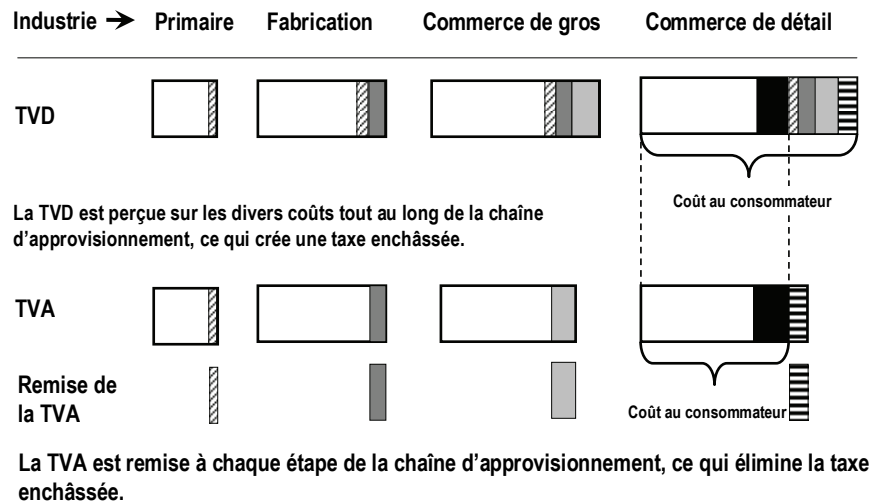 Industrie → Primaire Fabrication Commerce de gros Commerce de détail
TVD
Coût au consommateur
La TVD est perçue sur les divers coûts tout au long de la chaîne
d'approvisionnement, ce qui crée une taxe enchâssée.
TVA
Remise de
la TVA
Coût au consommateur
La TVA est remise à chaque étape de la chaîne d'approvisionnement, ce qui élimine la taxe
enchâssée.